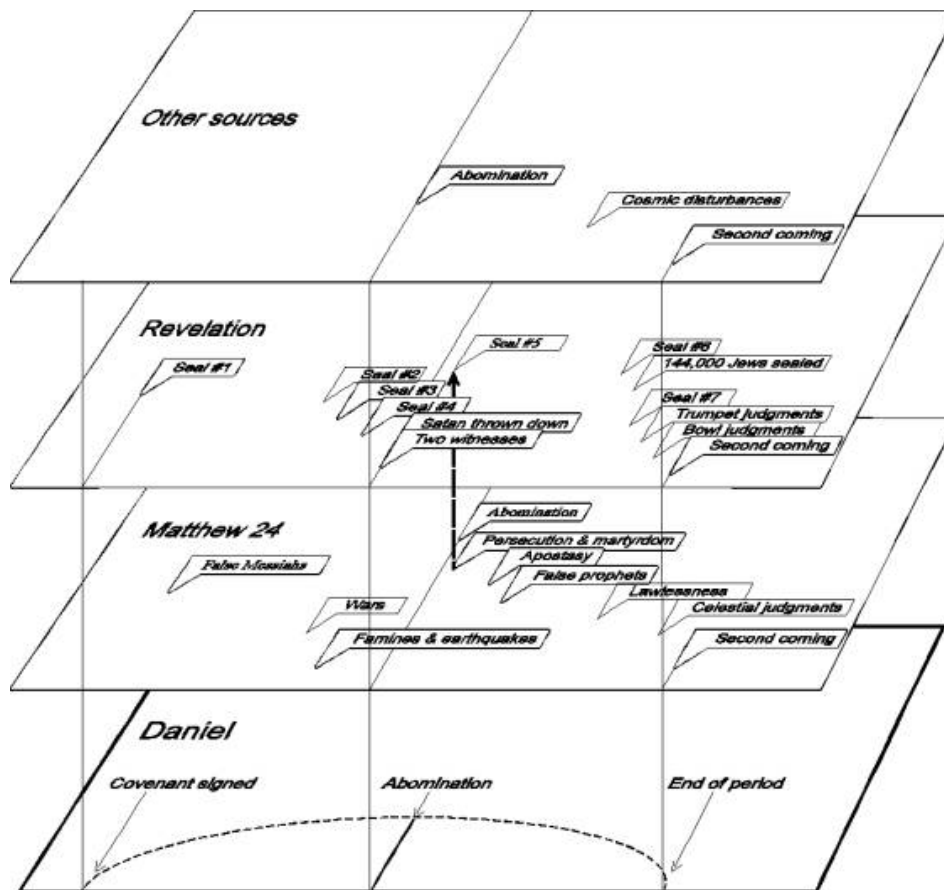 Other sources
Abomination
Cosmic disturbances
Second coming
Revelation
Seal #1
Seal #2
Seal #3
Seal #4
Satan thrown down
Two witnesses
Seal #5
Seal #6
144,000 Jews sealed
Seal #7
Trumpet judgments
Bowl judgments
Second coming
Matthew 24
False Messiahs
Wars
Famines & earthquakes
Abomination
Persecution & martyrdom
Apostasy
False prophets
Lawlessness
Celestial judgments
Second coming
Daniel
Covenant signed
Abomination
End of period